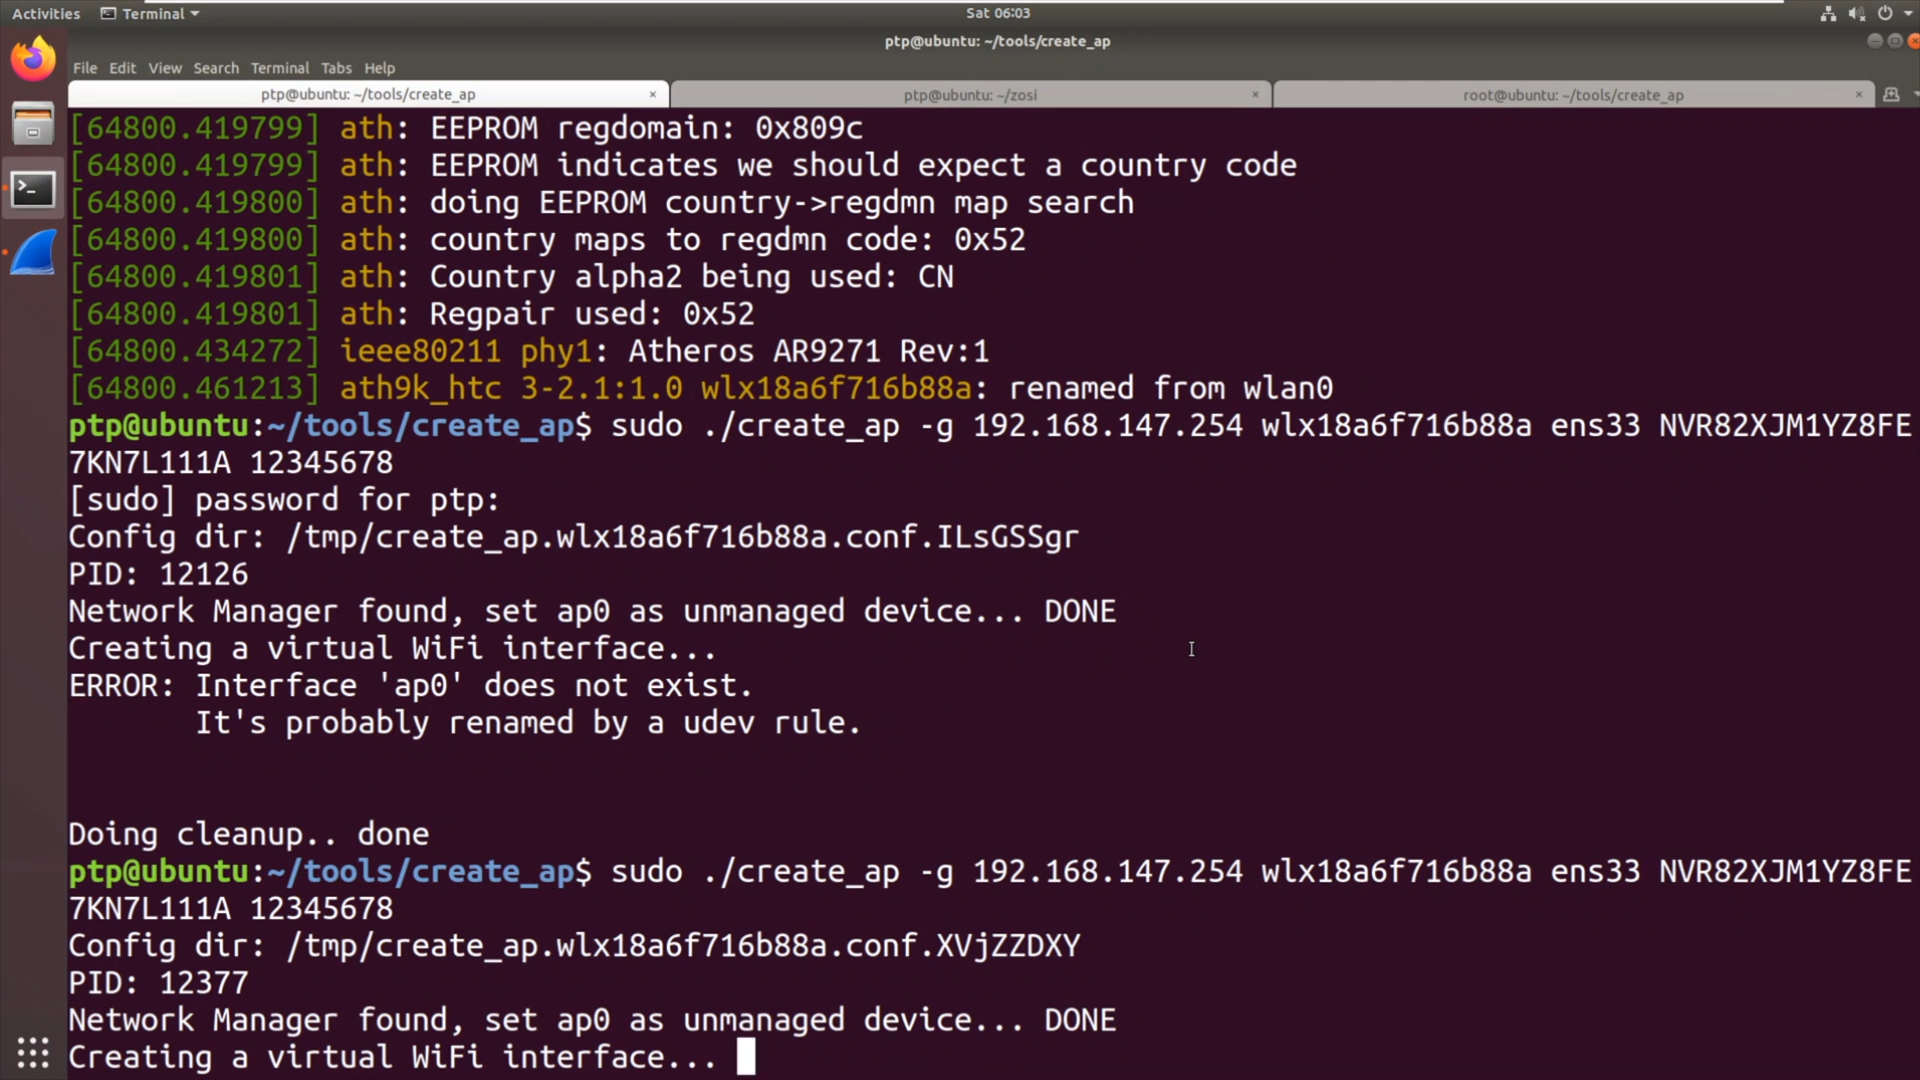 Activities Terminal Sat 06:03
ptp@ubuntu: ~/tools/create_ap
File Edit View Search Terminal Tabs Help
ptp@ubuntu: ~/tools/create_ap × ptp@ubuntu: ~/zosi × root@ubuntu: ~/tools/create_ap ×
[64800.419799] ath: EEPROM regdomain: 0x809c
[64800.419799] ath: EEPROM indicates we should expect a country code
[64800.419800] ath: doing EEPROM country->regdmn map search
[64800.419800] ath: country maps to regdmn code: 0x52
[64800.419801] ath: Country alpha2 being used: CN
[64800.419801] ath: Regpair used: 0x52
[64800.434272] ieee80211 phy1: Atheros AR9271 Rev:1
[64800.461213] ath9k_htc 3-2.1:1.0 wlx18a6f716b88a: renamed from wlan0
ptp@ubuntu:~/tools/create_ap$ sudo ./create_ap -g 192.168.147.254 wlx18a6f716b88a ens33 NVR82XJM1YZ8FE
7KN7L111A 12345678
[sudo] password for ptp:
Config dir: /tmp/create_ap.wlx18a6f716b88a.conf.ILsGSSgr
PID: 12126
Network Manager found, set ap0 as unmanaged device... DONE
Creating a virtual WiFi interface...
ERROR: Interface 'ap0' does not exist.
It's probably renamed by a udev rule.
Doing cleanup.. done
ptp@ubuntu:~/tools/create_ap$ sudo ./create_ap -g 192.168.147.254 wlx18a6f716b88a ens33 NVR82XJM1YZ8FE
7KN7L111A 12345678
Config dir: /tmp/create_ap.wlx18a6f716b88a.conf.XVjZZDXY
PID: 12377
Network Manager found, set ap0 as unmanaged device... DONE
Creating a virtual WiFi interface...